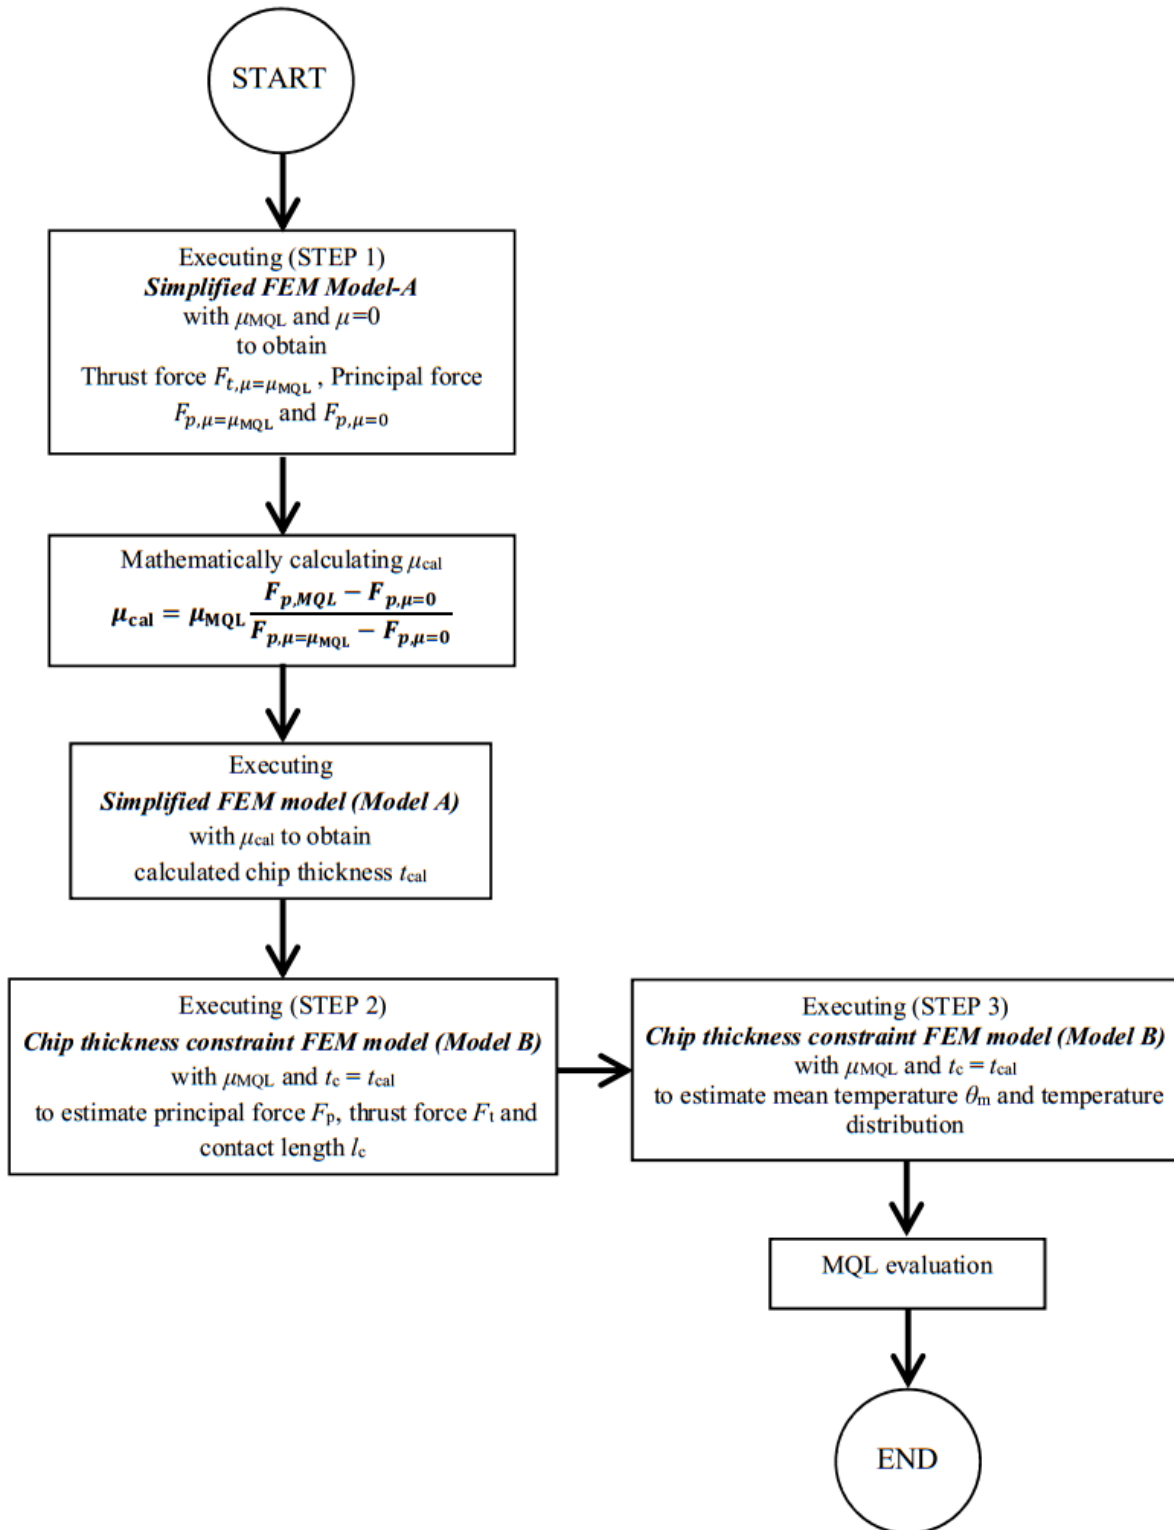 START
Executing (STEP 1)
Simplified FEM Model-A
with μMQL and μ=0
to obtain
Thrust force Ft,μ=μMQL , Principal force
Fp,μ=μMQL and Fp,μ=0
Mathematically calculating μcal
μcal = μMQL (Fp,MQL − Fp,μ=0) / (Fp,μ=μMQL − Fp,μ=0)
Executing
Simplified FEM model (Model A)
with μcal to obtain
calculated chip thickness tcal
Executing (STEP 2)
Chip thickness constraint FEM model (Model B)
with μMQL and tc = tcal
to estimate principal force Fp, thrust force Ft and
contact length lc
Executing (STEP 3)
Chip thickness constraint FEM model (Model B)
with μMQL and tc = tcal
to estimate mean temperature θm and temperature
distribution
MQL evaluation
END